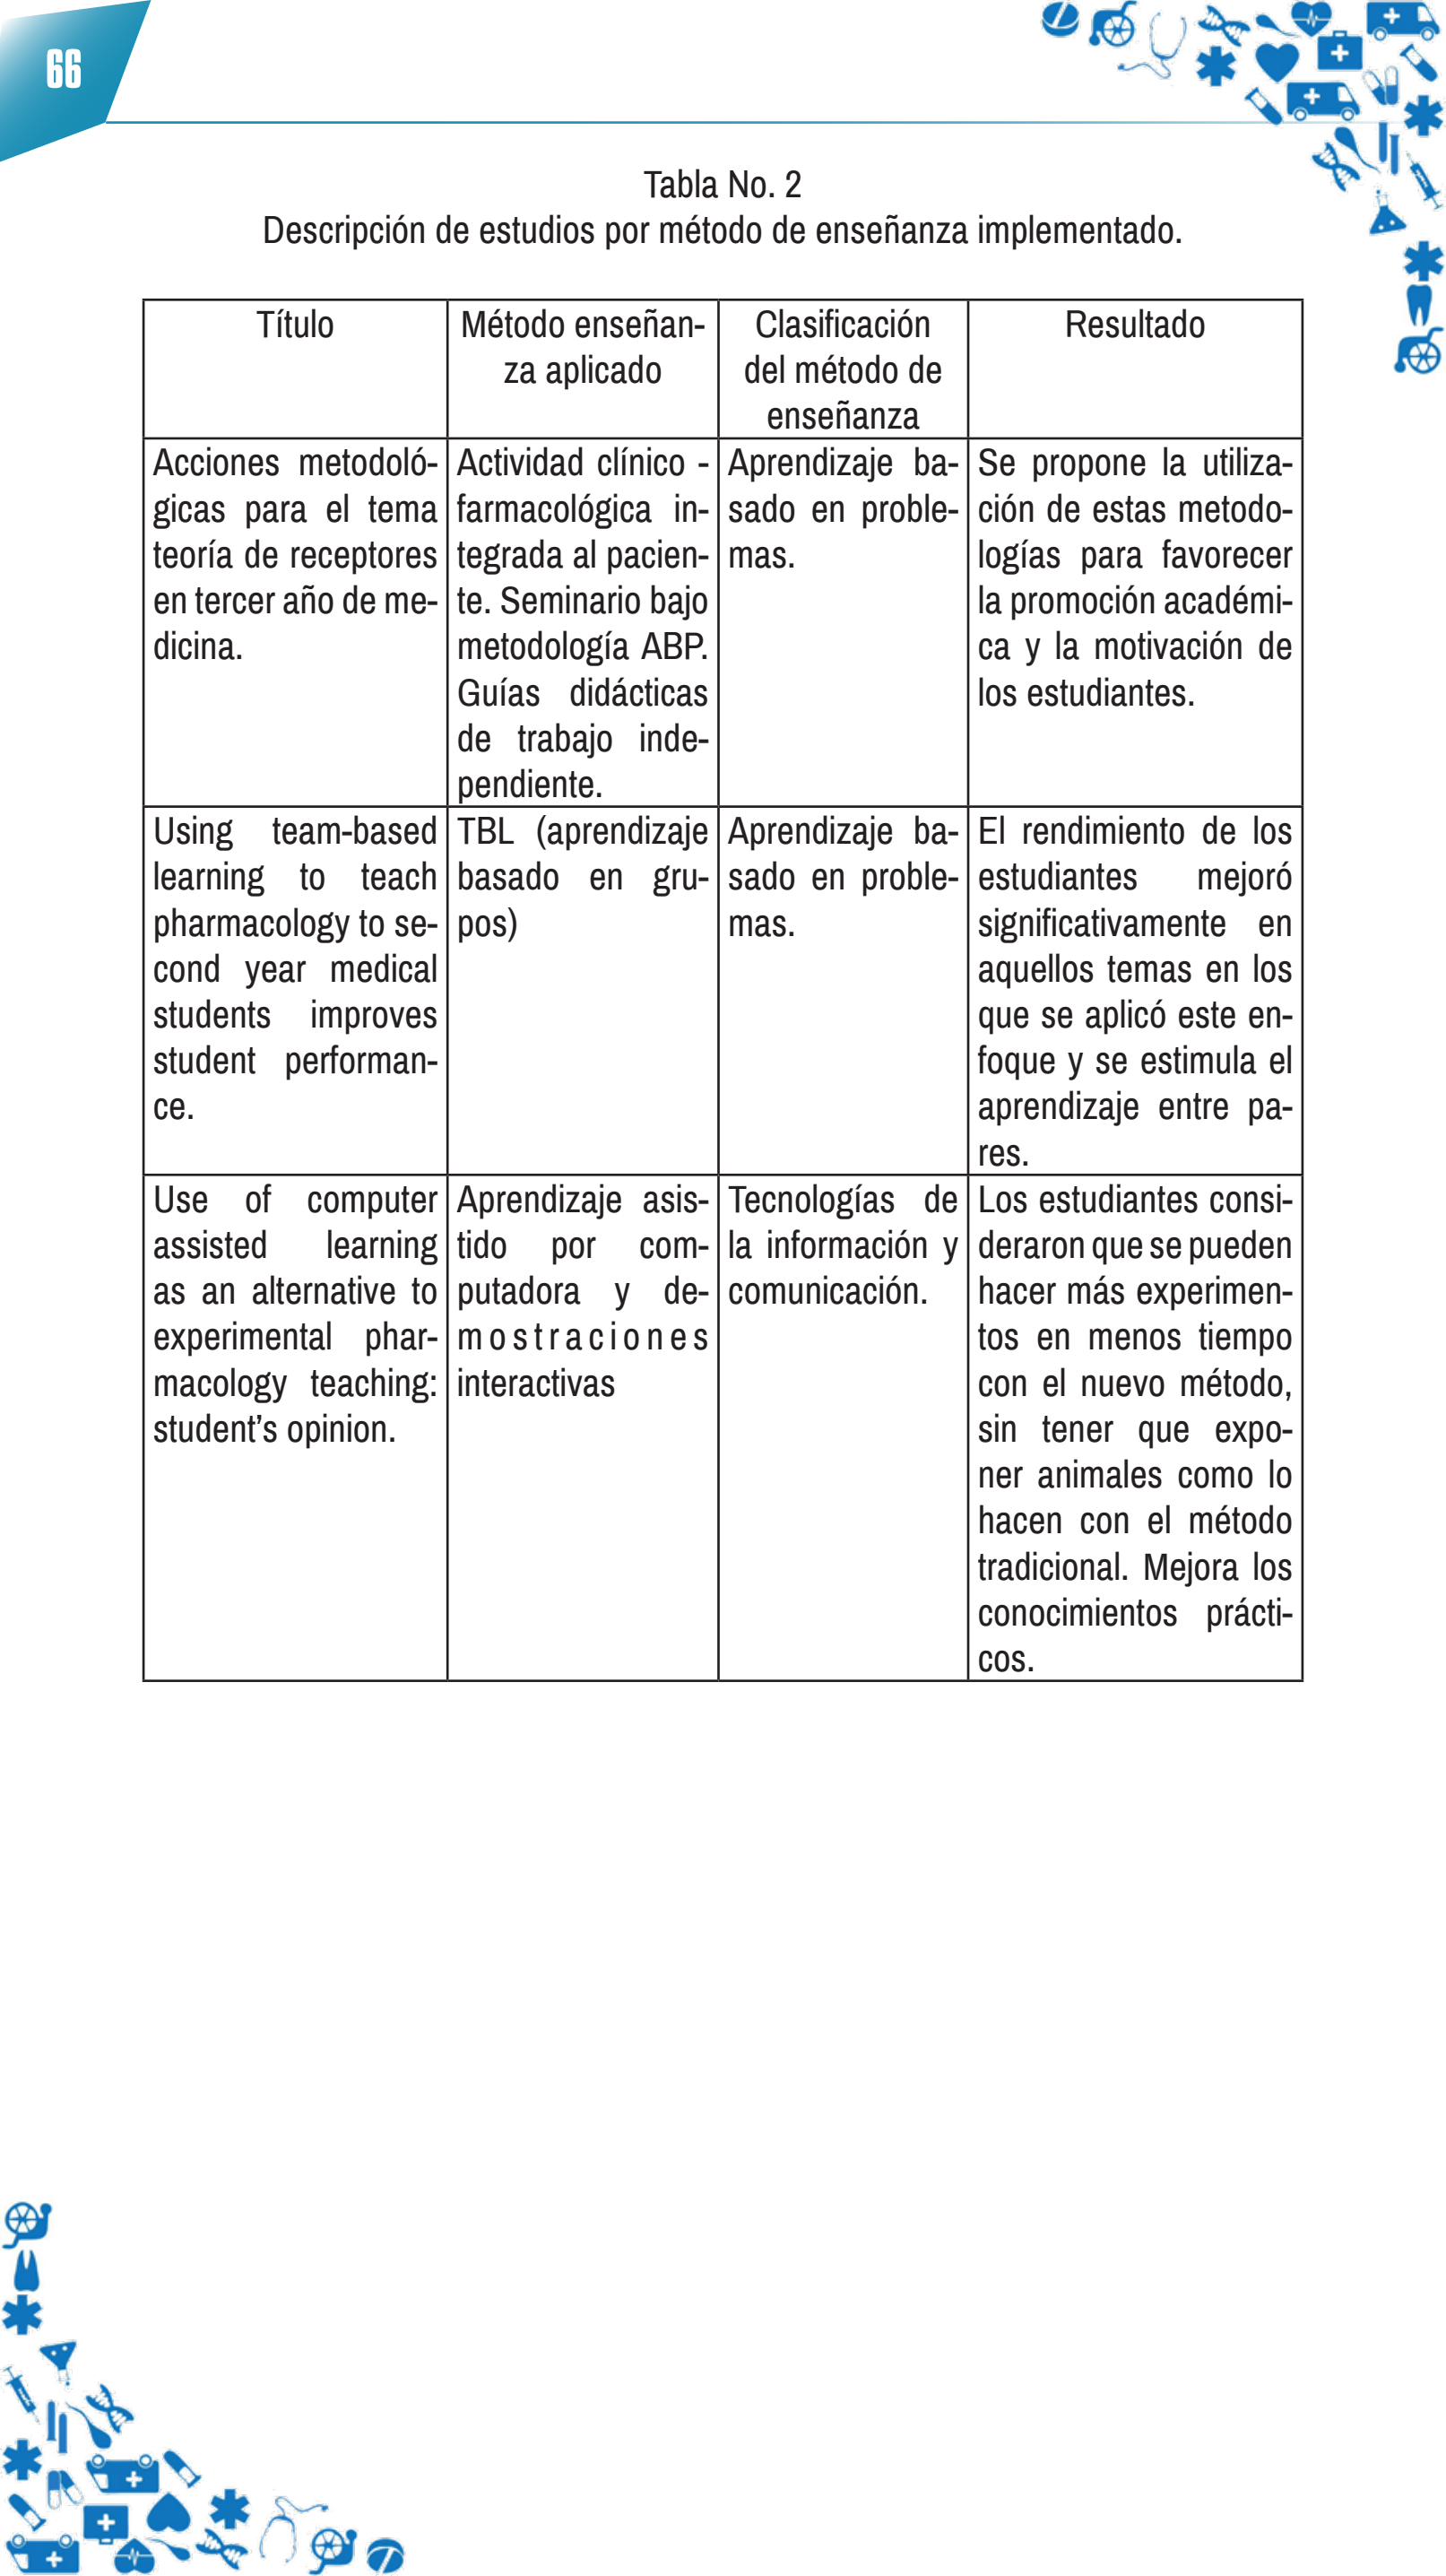 66
Tabla No. 2
Descripción de estudios por método de enseñanza implementado.
Título
Método enseñan-
za aplicado
Clasificación
del método de
enseñanza
Resultado
Acciones metodoló-
gicas para el tema
teoría de receptores
en tercer año de me-
dicina.
Actividad clínico -
farmacológica in-
tegrada al pacien-
te. Seminario bajo
metodología ABP.
Guías didácticas
de trabajo inde-
pendiente.
Aprendizaje ba-
sado en proble-
mas.
Se propone la utiliza-
ción de estas metodo-
logías para favorecer
la promoción académi-
ca y la motivación de
los estudiantes.
Using team-based
learning to teach
pharmacology to se-
cond year medical
students improves
student performan-
ce.
TBL (aprendizaje
basado en gru-
pos)
Aprendizaje ba-
sado en proble-
mas.
El rendimiento de los
estudiantes mejoró
significativamente en
aquellos temas en los
que se aplicó este en-
foque y se estimula el
aprendizaje entre pa-
res.
Use of computer
assisted learning
as an alternative to
experimental phar-
macology teaching:
student’s opinion.
Aprendizaje asis-
tido por com-
putadora y de-
mostraciones
interactivas
Tecnologías de
la información y
comunicación.
Los estudiantes consi-
deraron que se pueden
hacer más experimen-
tos en menos tiempo
con el nuevo método,
sin tener que expo-
ner animales como lo
hacen con el método
tradicional. Mejora los
conocimientos prácti-
cos.